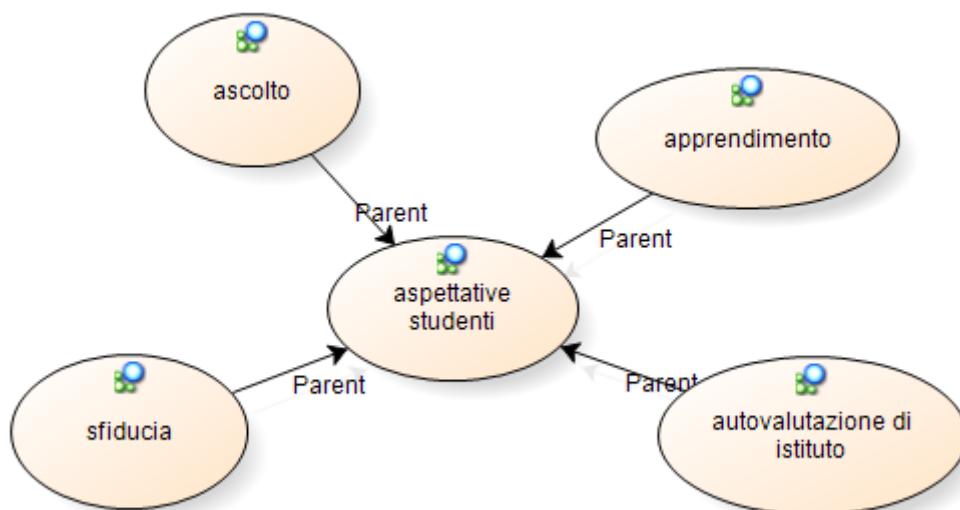 ascolto
apprendimento
Parent
Parent
aspettative
studenti
Parent
Parent
sfiducia
autovalutazione di
istituto